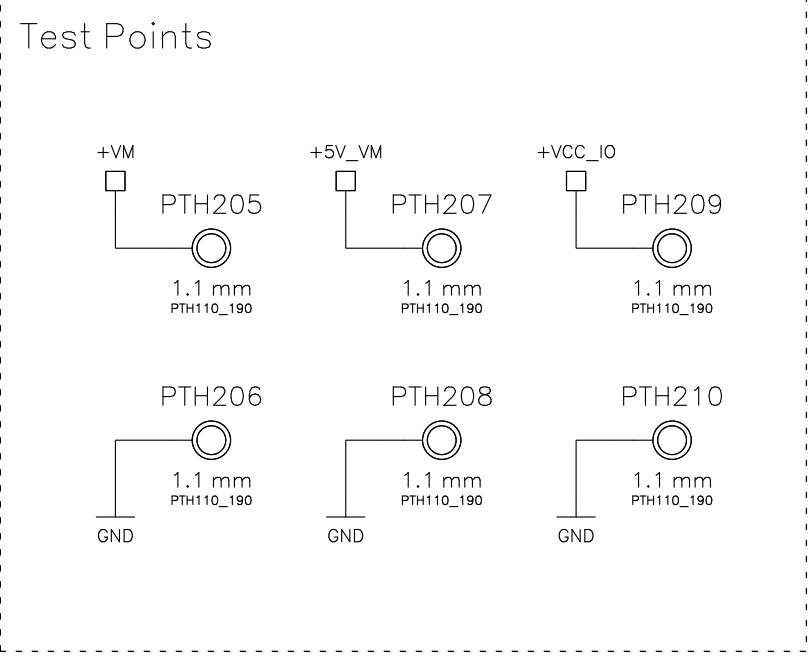 Test Points
+VM
+5V_VM
+VCC_IO
PTH205
PTH207
PTH209
1.1 mm
1.1 mm
1.1 mm
PTH110_190
PTH110_190
PTH110_190
PTH206
PTH208
PTH210
1.1 mm
1.1 mm
1.1 mm
PTH110_190
PTH110_190
PTH110_190
GND
GND
GND